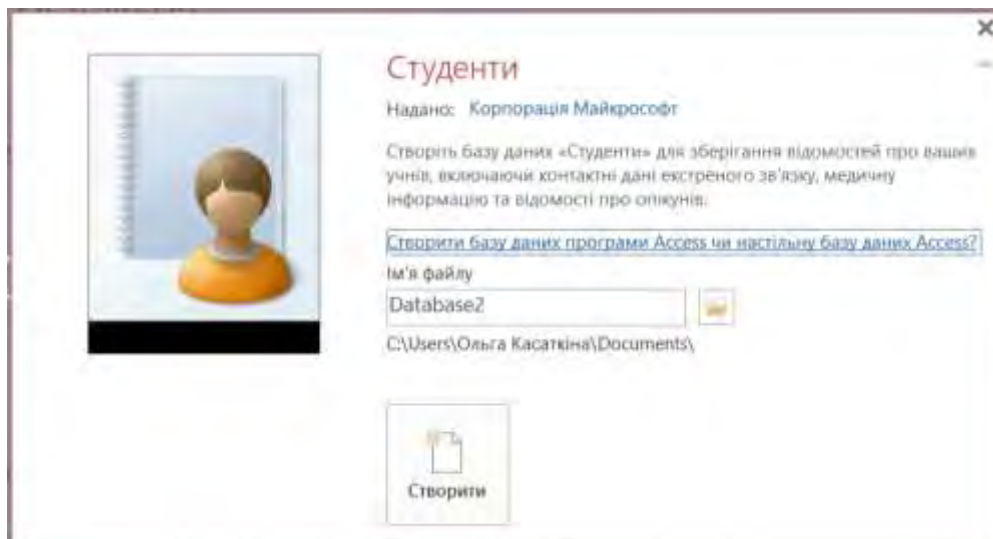 Студенти
Надано: Корпорація Майкрософт
Створіть базу даних «Студенти» для зберігання відомостей про ваших
учнів, включаючи контактні дані екстреного зв'язку, медичну
інформацію та відомості про опікунів.
Створити базу даних програми Access чи настільну базу даних Access?
Ім'я файлу
Database2
C:\Users\Ольга Касаткіна\Documents\
Створити